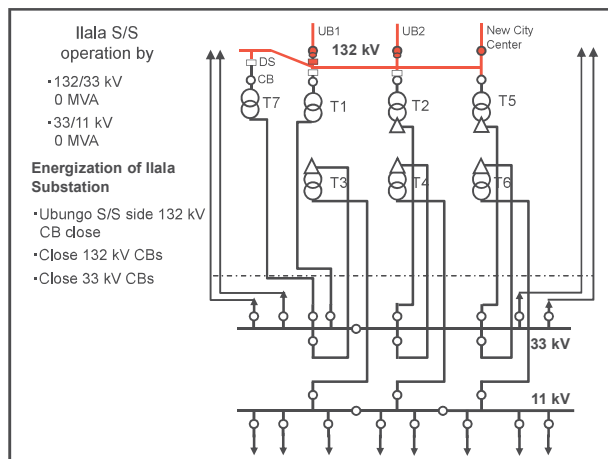 Ilala S/S
operation by
•132/33 kV
0 MVA
•33/11 kV
0 MVA
Energization of Ilala
Substation
•Ubungo S/S side 132 kV
CB close
•Close 132 kV CBs
•Close 33 kV CBs
UB1
132 kV
UB2
New City
Center
DS
CB
T7
T1
T2
T5
T3
T4
T6
33 kV
11 kV